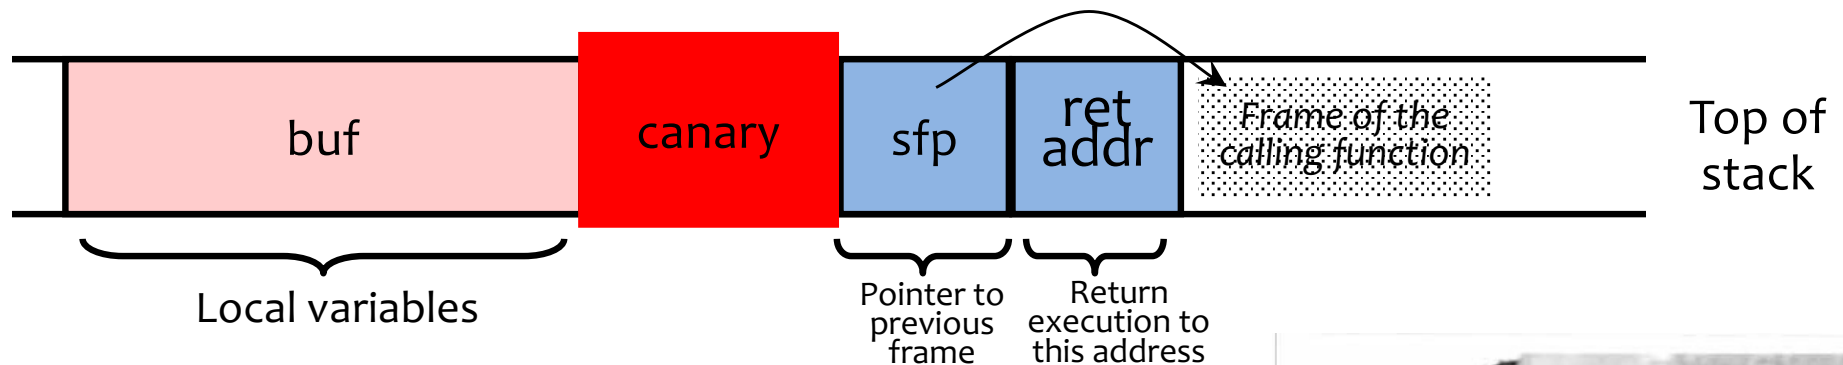 buf
canary
sfp
ret
addr
Frame of the
calling function
Top of
stack
Local variables
Pointer to
previous
frame
Return
execution to
this address